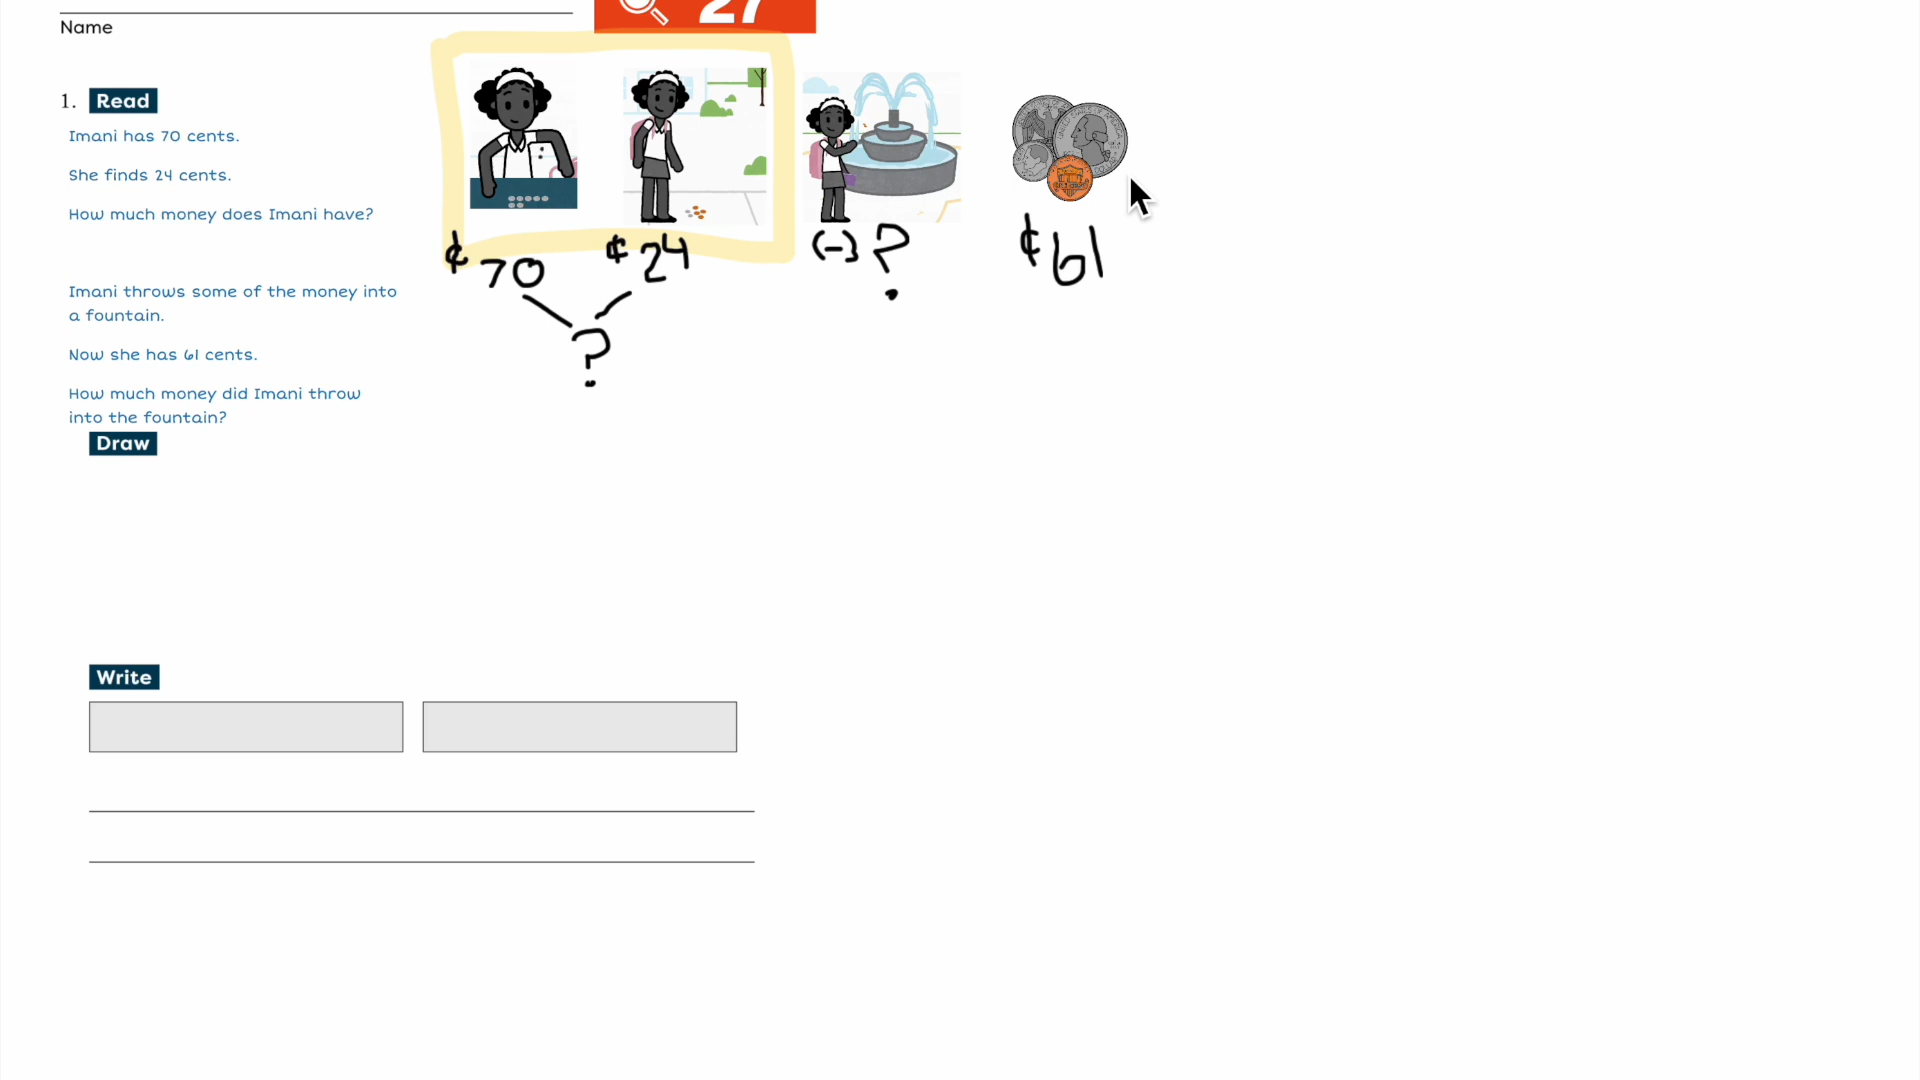 Name
27
1. Read
Imani has 70 cents.
She finds 24 cents.
How much money does Imani have?
Imani throws some of the money into
a fountain.
Now she has 61 cents.
How much money did Imani throw
into the fountain?
¢ 70
¢ 24
(-) ?
¢ 61
?
Draw
Write